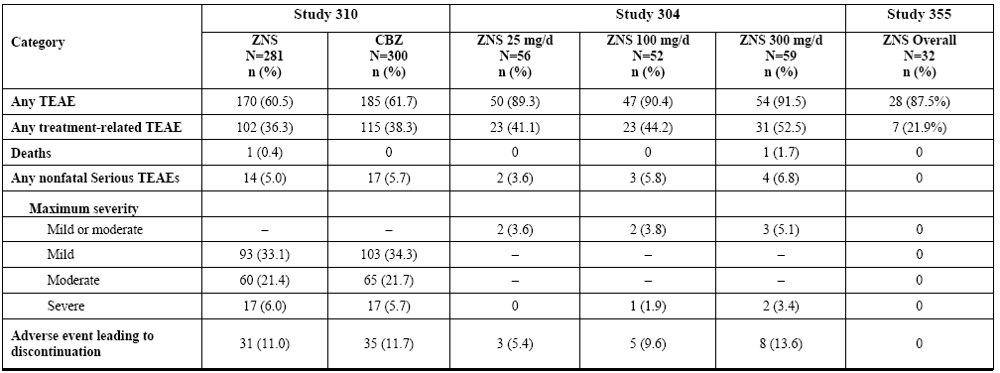 Category Study 310 Study 304 Study 355
ZNS CBZ ZNS 25 mg/d ZNS 100 mg/d ZNS 300 mg/d ZNS Overall
N=281 N=300 N=56 N=52 N=59 N=32
n (%) n (%) n (%) n (%) n (%) n (%)
Any TEAE 170 (60.5) 185 (61.7) 50 (89.3) 47 (90.4) 54 (91.5) 28 (87.5%)
Any treatment-related TEAE 102 (36.3) 115 (38.3) 23 (41.1) 23 (44.2) 31 (52.5) 7 (21.9%)
Deaths 1 (0.4) 0 0 0 1 (1.7) 0
Any nonfatal Serious TEAEs 14 (5.0) 17 (5.7) 2 (3.6) 3 (5.8) 4 (6.8) 0
Maximum severity
Mild or moderate – – 2 (3.6) 2 (3.8) 3 (5.1) 0
Mild 93 (33.1) 103 (34.3) – – – 0
Moderate 60 (21.4) 65 (21.7) – – – 0
Severe 17 (6.0) 17 (5.7) 0 1 (1.9) 2 (3.4) 0
Adverse event leading to
discontinuation 31 (11.0) 35 (11.7) 3 (5.4) 5 (9.6) 8 (13.6) 0